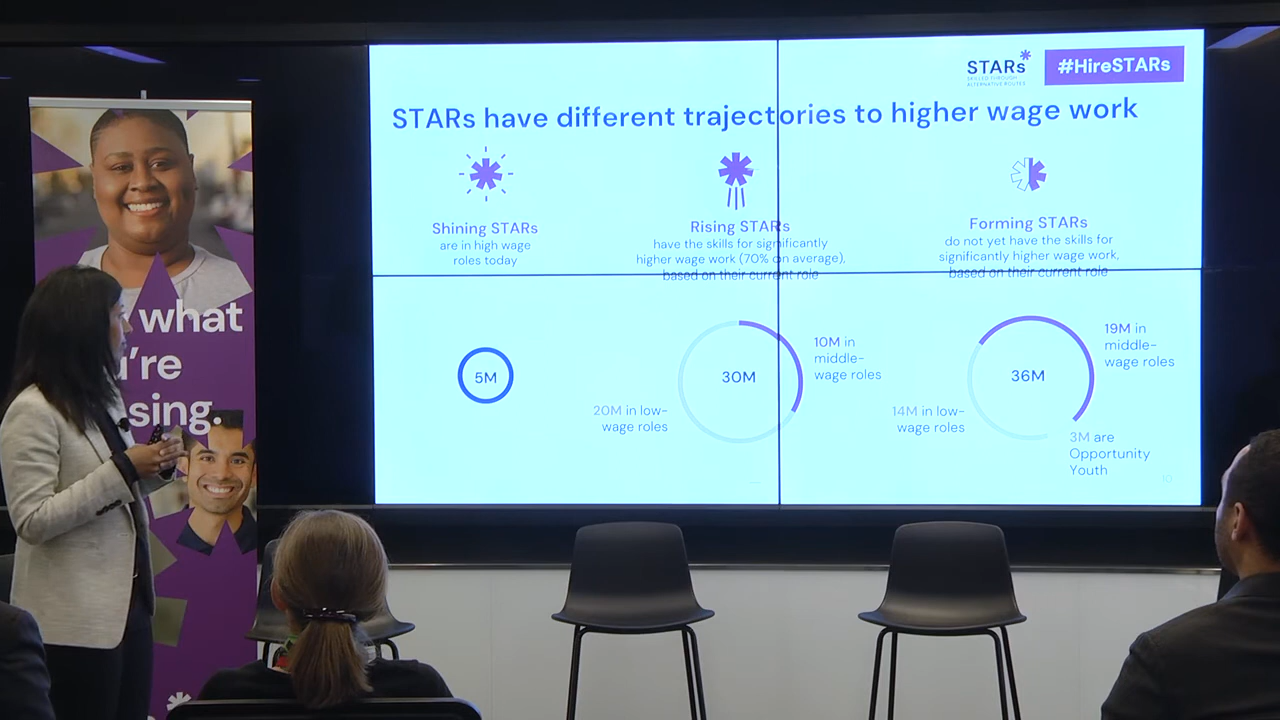 STARs
SKILLED THROUGH
ALTERNATIVE ROUTES
#HireSTARs
STARs have different trajectories to higher wage work
Shining STARs
are in high wage
roles today
Rising STARs
have the skills for significantly
higher wage work (70% on average),
based on their current role
Forming STARs
do not yet have the skills for
significantly higher wage work,
based on their current role
5M
30M
10M in
middle-
wage roles
20M in low-
wage roles
36M
19M in
middle-
wage roles
14M in low-
wage roles
3M are
Opportunity
Youth
10
what
're
sing.